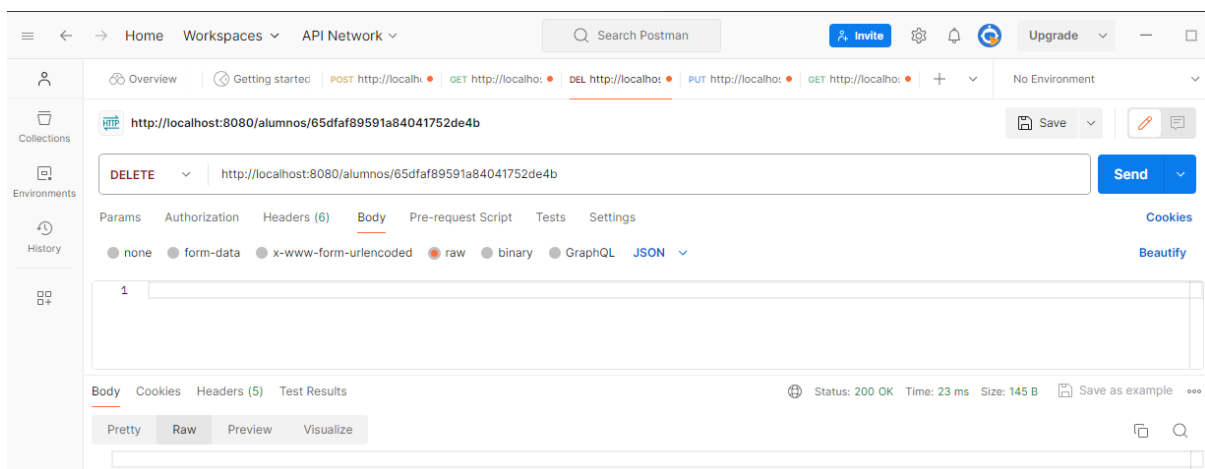 Home Workspaces API Network Search Postman Invite Upgrade
Overview Getting started POST http://localh GET http://localho: DEL http://localhos PUT http://localhos GET http://localho: No Environment
HTTP http://localhost:8080/alumnos/65dfaf89591a84041752de4b Save
Collections
DELETE http://localhost:8080/alumnos/65dfaf89591a84041752de4b Send
Environments
Params Authorization Headers (6) Body Pre-request Script Tests Settings Cookies
History
none form-data x-www-form-urlencoded raw binary GraphQL JSON Beautify
1
Body Cookies Headers (5) Test Results Status: 200 OK Time: 23 ms Size: 145 B Save as example
Pretty Raw Preview Visualize